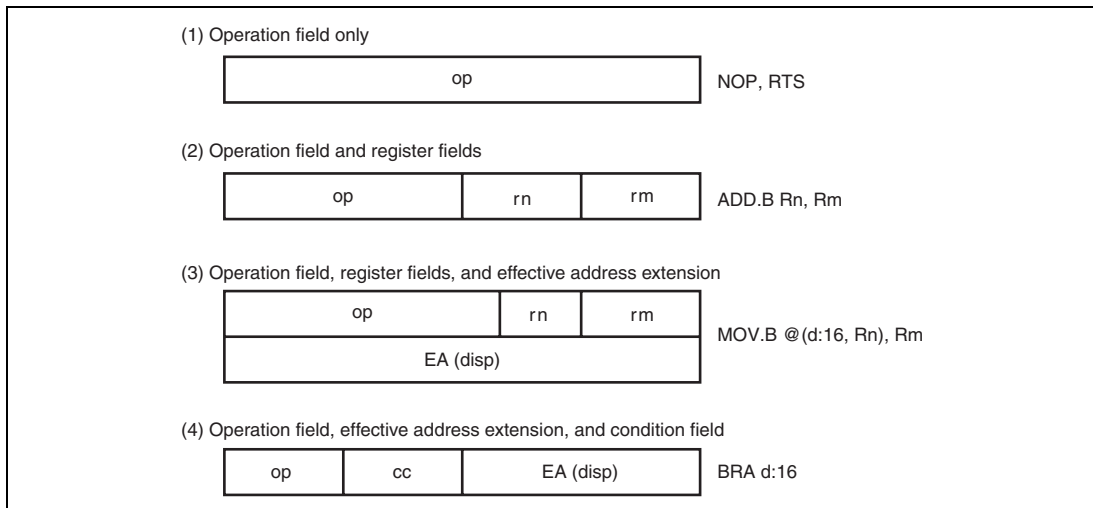 (1) Operation field only
op
NOP, RTS
(2) Operation field and register fields
op rn rm
ADD.B Rn, Rm
(3) Operation field, register fields, and effective address extension
op rn rm
EA (disp)
MOV.B @(d:16, Rn), Rm
(4) Operation field, effective address extension, and condition field
op cc EA (disp)
BRA d:16